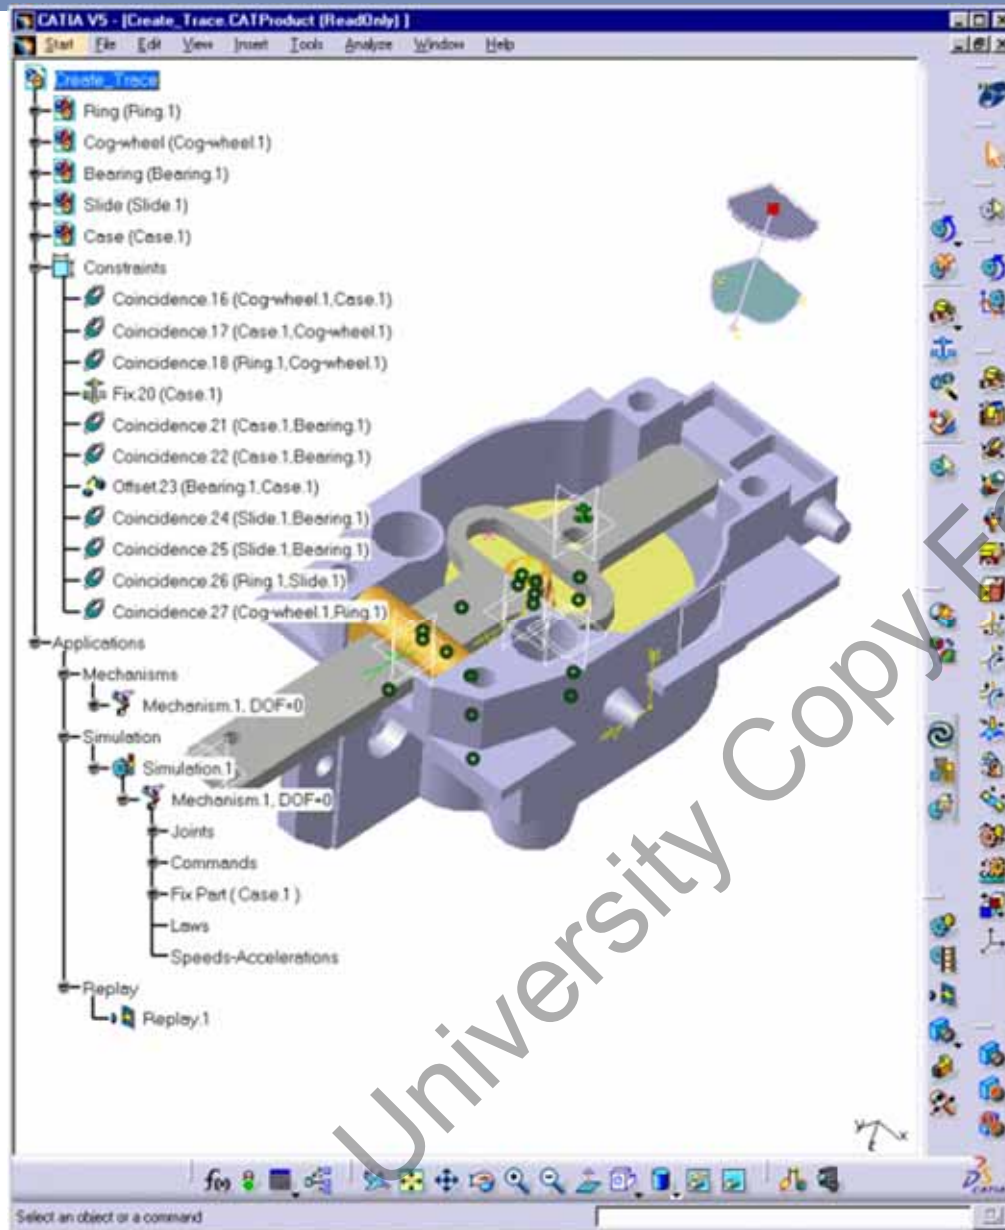 CATIA V5 - [Create_Trace.CATProduct (ReadOnly) ]
Start File Edit View Insert Tools Analyze Window Help
Create_Trace
Ring (Ring.1)
Cog-wheel (Cog-wheel.1)
Bearing (Bearing.1)
Slide (Slide.1)
Case (Case.1)
Constraints
Coincidence.16 (Cog-wheel.1,Case.1)
Coincidence.17 (Case.1,Cog-wheel.1)
Coincidence.18 (Ring.1,Cog-wheel.1)
Fix.20 (Case.1)
Coincidence.21 (Case.1,Bearing.1)
Coincidence.22 (Case.1,Bearing.1)
Offset.23 (Bearing.1,Case.1)
Coincidence.24 (Slide.1,Bearing.1)
Coincidence.25 (Slide.1,Bearing.1)
Coincidence.26 (Ring.1,Slide.1)
Coincidence.27 (Cog-wheel.1,Ring.1)
Applications
Mechanisms
Mechanism.1, DOF=0
Simulation
Simulation.1
Mechanism.1, DOF=0
Joints
Commands
Fix Part ( Case.1 )
Laws
Speeds-Accelerations
Replay
Replay.1
University Copy
y x
z
f(x)
CATIA
Select an object or a command